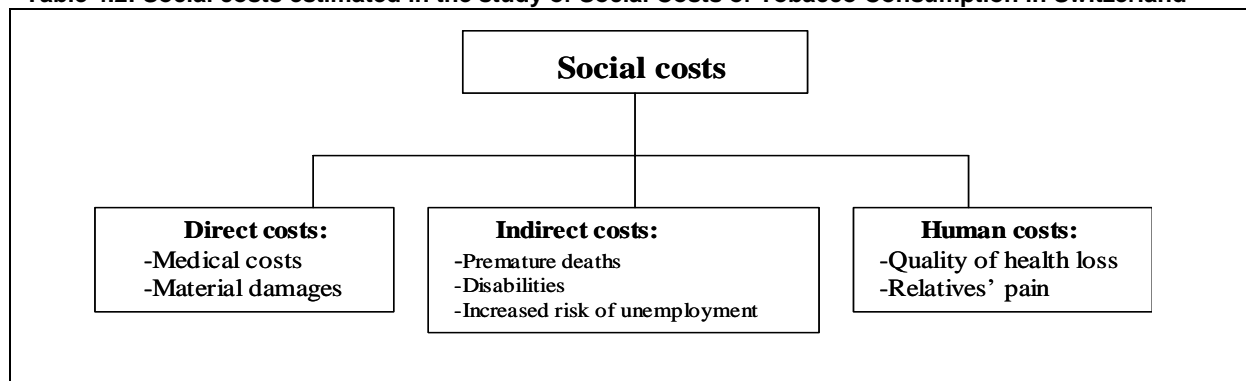 Table 4.2: Social costs estimated in the study of Social Costs of Tobacco Consumption in Switzerland
Social costs
Direct costs:
-Medical costs
-Material damages
Indirect costs:
-Premature deaths
-Disabilities
-Increased risk of unemployment
Human costs:
-Quality of health loss
-Relatives’ pain